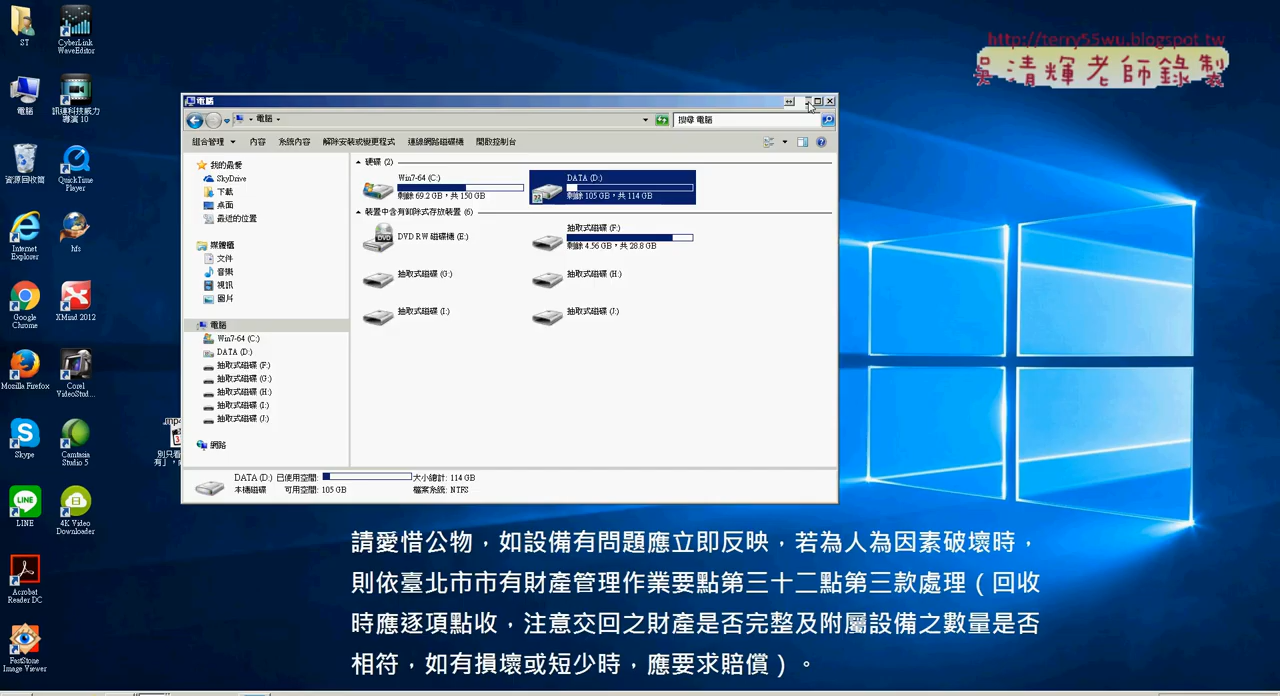 http://terry55wu.blogspot.tw
吳清輝老師錄製
ST
CyberLink
WaveEditor
電腦
訊連科技威力
導演 10
資源回收筒
QuickTime
Player
Internet
Explorer
hfs
Google
Chrome
XMind 2012
Mozilla Firefox
Corel
VideoStud...
Skype
Camtasia
Studio 5
LINE
4K Video
Downloader
Acrobat
Reader DC
FastStone
Image Viewer
.mp4
別只看
電腦
電腦
搜尋 電腦
組合管理
內容
系統內容
解除安裝或變更程式
連線網路磁碟機
開啟控制台
我的最愛
SkyDrive
下載
桌面
最近的位置
媒體櫃
文件
音樂
視訊
圖片
電腦
Win7-64 (C:)
DATA (D:)
抽取式磁碟 (F:)
抽取式磁碟 (G:)
抽取式磁碟 (H:)
抽取式磁碟 (I:)
抽取式磁碟 (J:)
網路
硬碟 (2)
Win7-64 (C:)
剩餘 69.2 GB，共 150 GB
DATA (D:)
剩餘 105 GB，共 114 GB
裝置中含有卸除式存放裝置 (6)
DVD RW 磁碟機 (E:)
抽取式磁碟 (F:)
剩餘 4.56 GB，共 28.8 GB
抽取式磁碟 (G:)
抽取式磁碟 (H:)
抽取式磁碟 (I:)
抽取式磁碟 (J:)
DATA (D:) 已使用空間: 大小總計: 114 GB
本機磁碟 可用空間: 105 GB 檔案系統: NTFS
請愛惜公物，如設備有問題應立即反映，若為人為因素破壞時，
則依臺北市市有財產管理作業要點第三十二點第三款處理（回收
時應逐項點收，注意交回之財產是否完整及附屬設備之數量是否
相符，如有損壞或短少時，應要求賠償）。